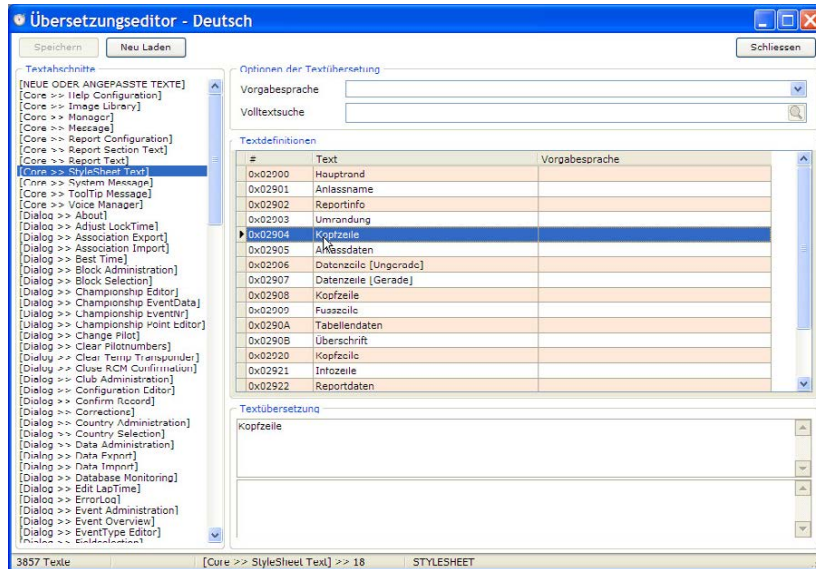 Übersetzungseditor - Deutsch
Speichern
Neu Laden
Schliessen
Textabschnitte
[NEUE ODER ANGEPASSTE TEXTE]
[Core >> Help Configuration]
[Core >> Image Library]
[Core >> Manager]
[Core >> Message]
[Core >> Report Configuration]
[Core >> Report Section Text]
[Core >> Report Text]
[Core >> StyleSheet Text]
[Core >> System Message]
[Core >> ToolTip Message]
[Core >> Voice Manager]
[Dialog >> About]
[Dialog >> Adjust LockTime]
[Dialog >> Association Export]
[Dialog >> Association Import]
[Dialog >> Best Time]
[Dialog >> Block Administration]
[Dialog >> Block Selection]
[Dialog >> Championship Editor]
[Dialog >> Championship EventData]
[Dialog >> Championship EventNr]
[Dialog >> Championship Point Editor]
[Dialog >> Change Pilot]
[Dialog >> Clear Pilotnumbers]
[Dialog >> Clear Temp Transponder]
[Dialog >> Close RCM Confirmation]
[Dialog >> Club Administration]
[Dialog >> Configuration Editor]
[Dialog >> Confirm Record]
[Dialog >> Corrections]
[Dialog >> Country Administration]
[Dialog >> Country Selection]
[Dialog >> Data Administration]
[Dialog >> Data Export]
[Dialog >> Data Import]
[Dialog >> Database Monitoring]
[Dialog >> Edit LapTime]
[Dialog >> ErrorLog]
[Dialog >> Event Administration]
[Dialog >> Event Overview]
[Dialog >> EventType Editor]
[Dialog >> Fieldselection]
Optionen der Textübersetung
Vorgabesprache
Volltextsuche
Textdefinitionen
# Text Vorgabesprache
0x02900 Hauptrand
0x02901 Anlassname
0x02902 Reportinfo
0x02903 Umrandung
0x02904 Kopfzeile
0x02905 Anlassdaten
0x02906 Datenzeile [Ungerade]
0x02907 Datenzeile [Gerade]
0x02908 Kopfzeile
0x02909 Fusszeile
0x0290A Tabellendaten
0x0290B Überschrift
0x02920 Kopfzeile
0x02921 Infozeile
0x02922 Reportdaten
Textübersetzung
Kopfzeile
3857 Texte
[Core >> StyleSheet Text] >> 18
STYLESHEET